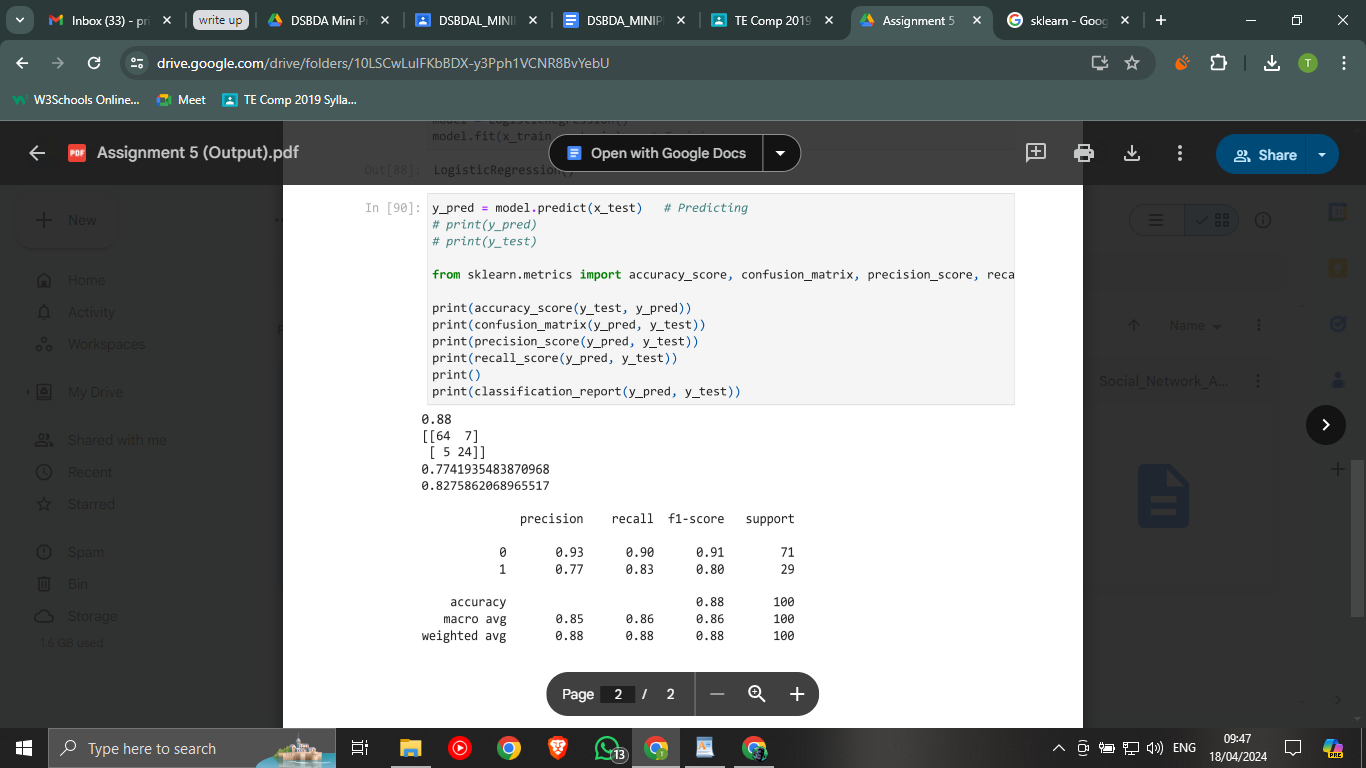 Inbox (33) - pri
write up
DSBDA Mini P
DSBDAL_MINI
DSBDA_MINIP
TE Comp 2019
Assignment 5
sklearn - Goog
drive.google.com/drive/folders/10LSCwLulFKbBDX-y3Pph1VCNR8BvYebU
T
W3Schools Online...
Meet
TE Comp 2019 Sylla...
model = LogisticRegression()
model.fit(x_train
PDF
Assignment 5 (Output).pdf
Open with Google Docs
Share
Out[88]: LogisticRegression()
New
In [90]: y_pred = model.predict(x_test) # Predicting
# print(y_pred)
# print(y_test)
from sklearn.metrics import accuracy_score, confusion_matrix, precision_score, reca
print(accuracy_score(y_test, y_pred))
print(confusion_matrix(y_pred, y_test))
print(precision_score(y_pred, y_test))
print(recall_score(y_pred, y_test))
print()
print(classification_report(y_pred, y_test))
Home
Activity
Workspaces
My Drive
Shared with me
Recent
Starred
Spam
Bin
Storage
1.6 GB used
Name
Social_Network_A...
0.88
[[64 7]
[ 5 24]]
0.7741935483870968
0.8275862068965517
precision recall f1-score support
0 0.93 0.90 0.91 71
1 0.77 0.83 0.80 29
accuracy 0.88 100
macro avg 0.85 0.86 0.86 100
weighted avg 0.88 0.88 0.88 100
Page 2 / 2
Type here to search
13
ENG
09:47
18/04/2024
PRE